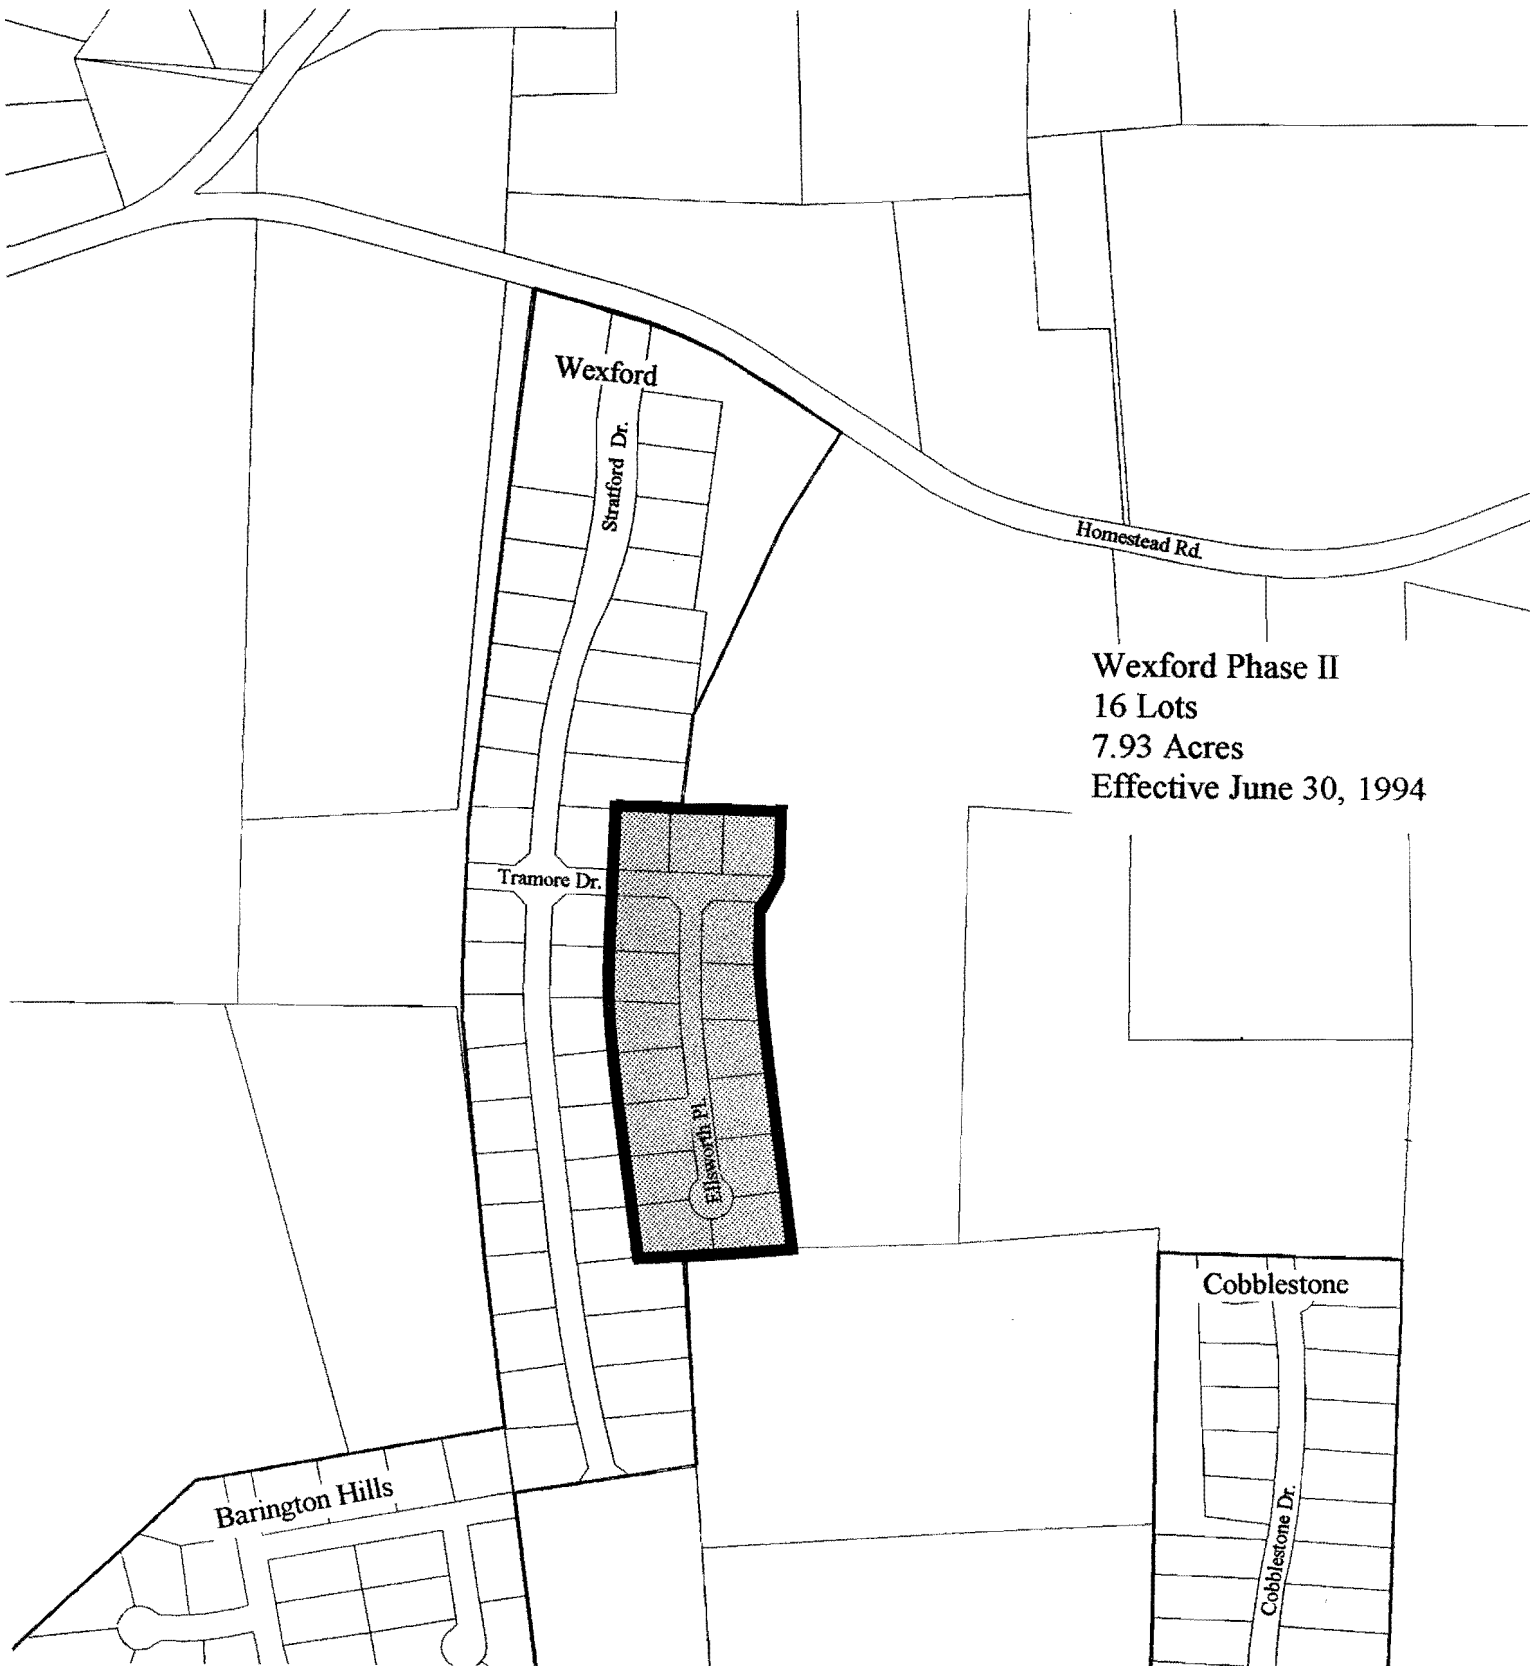 Wexford
Stratford Dr.
Homestead Rd.
Wexford Phase II
16 Lots
7.93 Acres
Effective June 30, 1994
Tramore Dr.
Ellsworth Pl.
Cobblestone
Barington Hills
Cobblestone Dr.